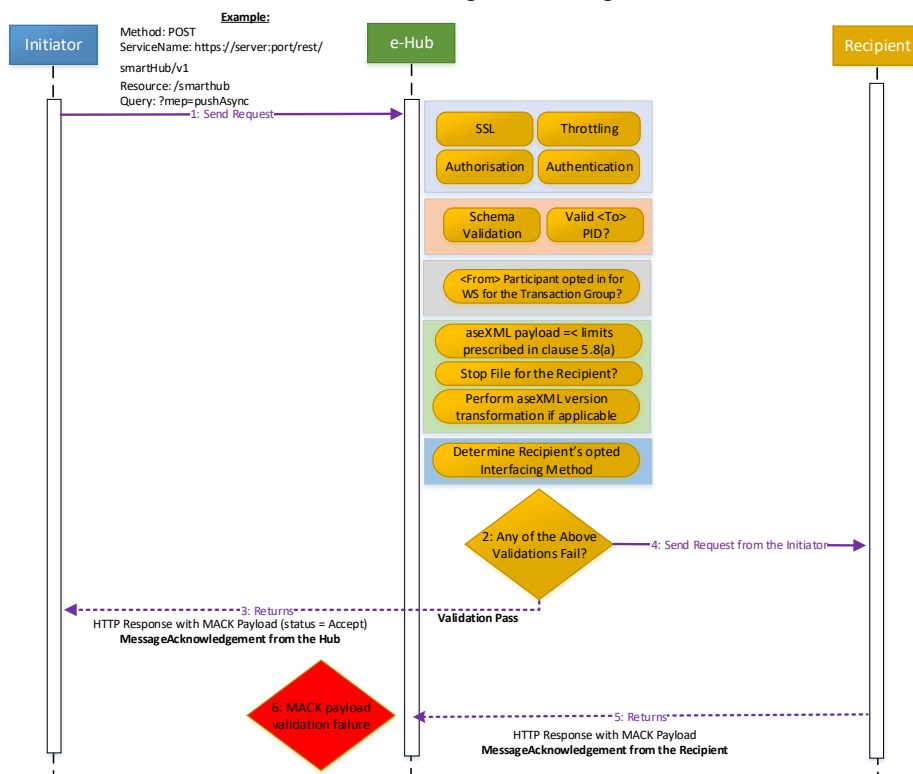 Example:
Method: POST
ServiceName: https://server:port/rest/
smartHub/v1
Resource: /smarthub
Query: ?mep=pushAsync
Initiator
e-Hub
Recipient
1: Send Request
SSL
Throttling
Authorisation
Authentication
Schema
Validation
Valid <To>
PID?
<From> Participant opted in for
WS for the Transaction Group?
aseXML payload =< limits
prescribed in clause 5.8(a)
Stop File for the Recipient?
Perform aseXML version
transformation if applicable
Determine Recipient's opted
Interfacing Method
2: Any of the Above
Validations Fail?
4: Send Request from the Initiator
3: Returns
Validation Pass
HTTP Response with MACK Payload (status = Accept)
MessageAcknowledgement from the Hub
6: MACK payload
validation failure
5: Returns
HTTP Response with MACK Payload
MessageAcknowledgement from the Recipient